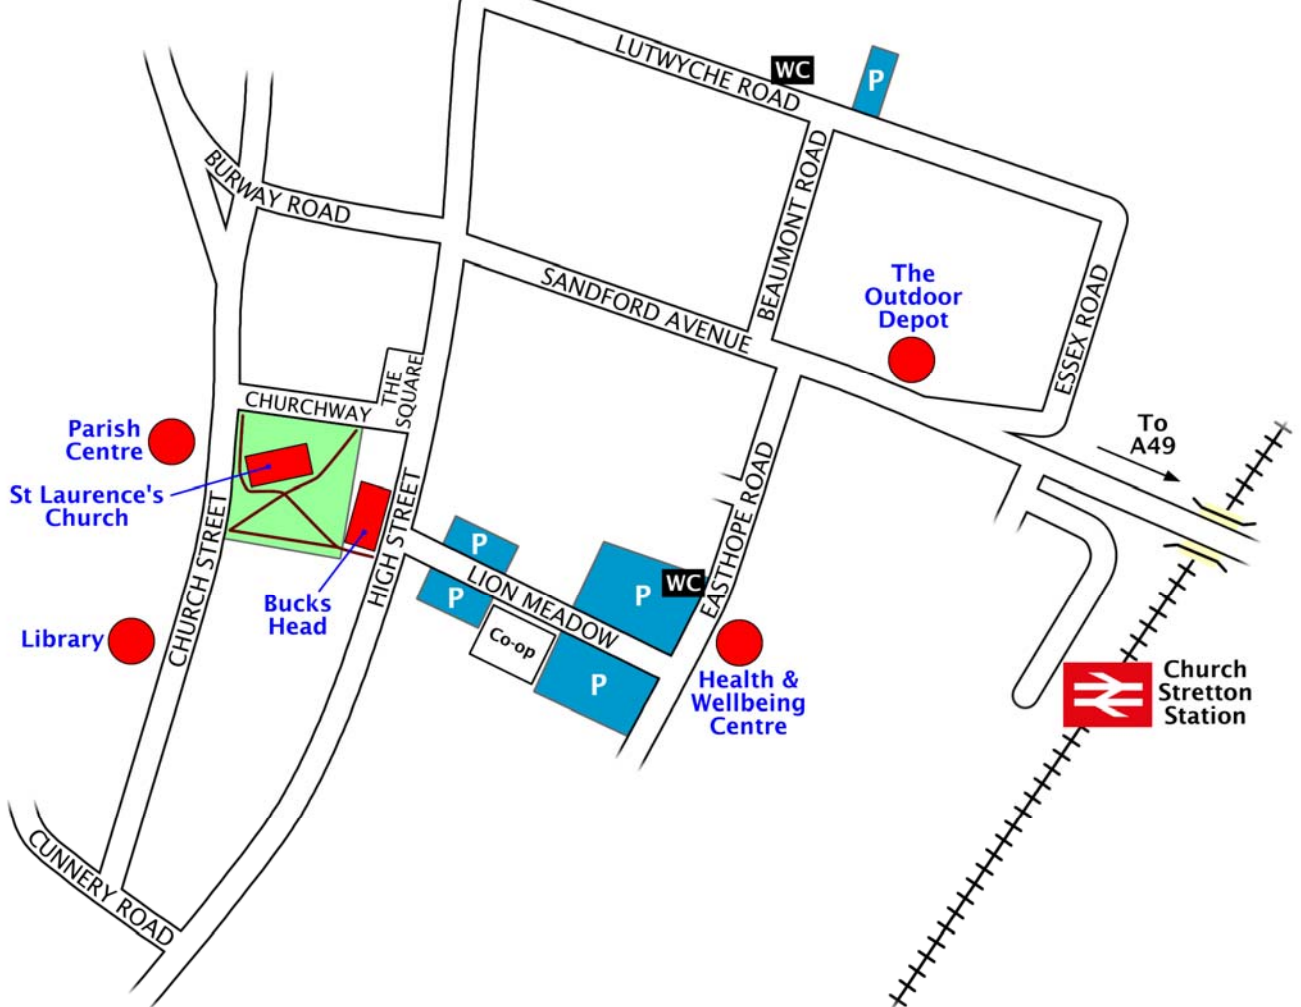 LUTWYCHE ROAD
WC
P
BURWAY ROAD
BEAUMONT ROAD
SANDFORD AVENUE
The
Outdoor
Depot
ESSEX ROAD
THE
SQUARE
CHURCHWAY
Parish
Centre
To
A49
St Laurence's
Church
CHURCH STREET
HIGH STREET
EASTHOPE ROAD
P
P
LION MEADOW
P
WC
Bucks
Head
Library
Co-op
P
Health &
Wellbeing
Centre
Church
Stretton
Station
CUNNERY ROAD